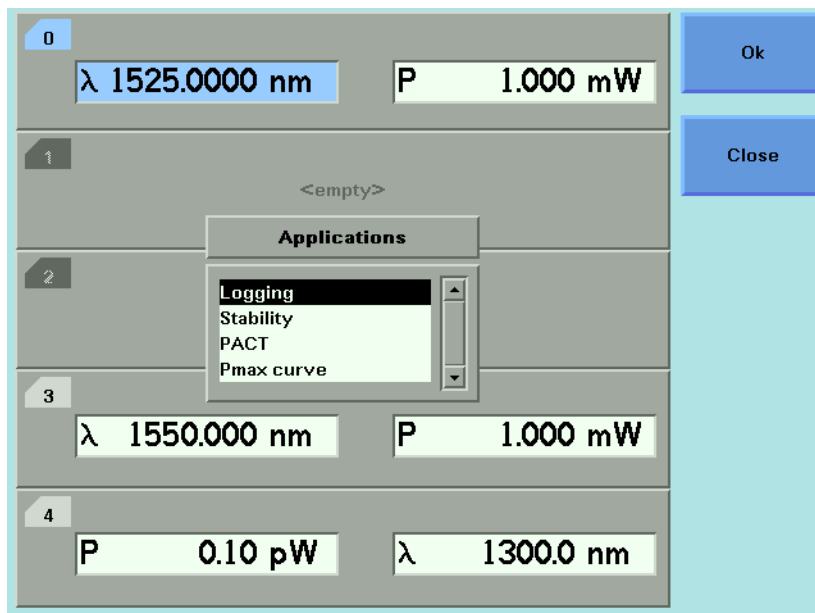 0
λ 1525.0000 nm P 1.000 mW
Ok
1
<empty>
Close
Applications
2
Logging
Stability
PACT
Pmax curve
3
λ 1550.000 nm P 1.000 mW
4
P 0.10 pW λ 1300.0 nm